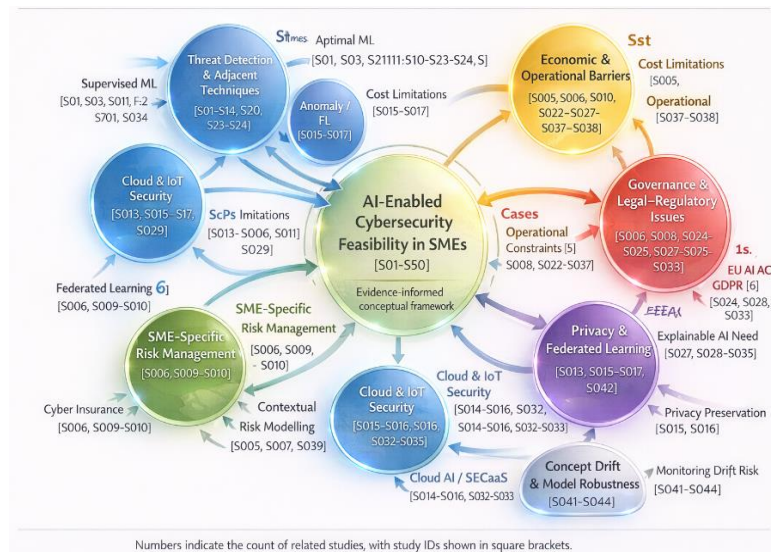 Threat Detection
& Adjacent
Techniques
[S01–S14, S20,
S23–S24]
Stmes
Aptimal ML
[S01, S03, S21111:S10-S23-S24, S]
Supervised ML
[S01, S03, S011, F:2
S701, S034
Anomaly /
FL
[S015–S017]
Cost Limitations
[S015–S017]
Economic &
Operational Barriers
[S005, S006, S010,
S022–S027-
S037–S038]
Sst
Cost Limitations
[S005,
Operational
[S037–S038]
Cloud & IoT
Security
[S013, S015–S17,
S029]
ScPs Imitations
[S013- S006, S011]
S029]
AI-Enabled
Cybersecurity
Feasibility in SMEs
[S01–S50]
Evidence-informed
conceptual framework
Cases
Operational
Constraints [5]
S008, S022-S037]
Governance &
Legal–Regulatory
Issues
[S006, S008, S024-
S025, S027-S075-
S033]
1s.
EU AI AC
GDPR [6]
[S024, S028,
S033]
Federated Learning 6]
[S006, S009–S010]
SME-Specific
Risk Management
[S006, S009–S010]
SME-Specific
Risk Management
[S006, S009,
- S010]
Privacy &
Federated Learning
[S013, S015–S017,
S042]
Explainable AI Need
[S027, S028–S035]
Cyber Insurance
[S006, S009–S010]
Contextual
Risk Modelling
[S005, S007, S039]
Cloud & IoT
Security
[S015–S016, S016,
S032–S035]
Cloud & IoT
Security
[S014–S016, S032,
S014–S016, S032-S033]
Privacy Preservation
[S015, S016]
Cloud AI / SECaaS
[S014–S016, S032-S033
Concept Drift
& Model Robustness
[S041–S044]
Monitoring Drift Risk
[S041–S044]
Numbers indicate the count of related studies, with study IDs shown in square brackets.